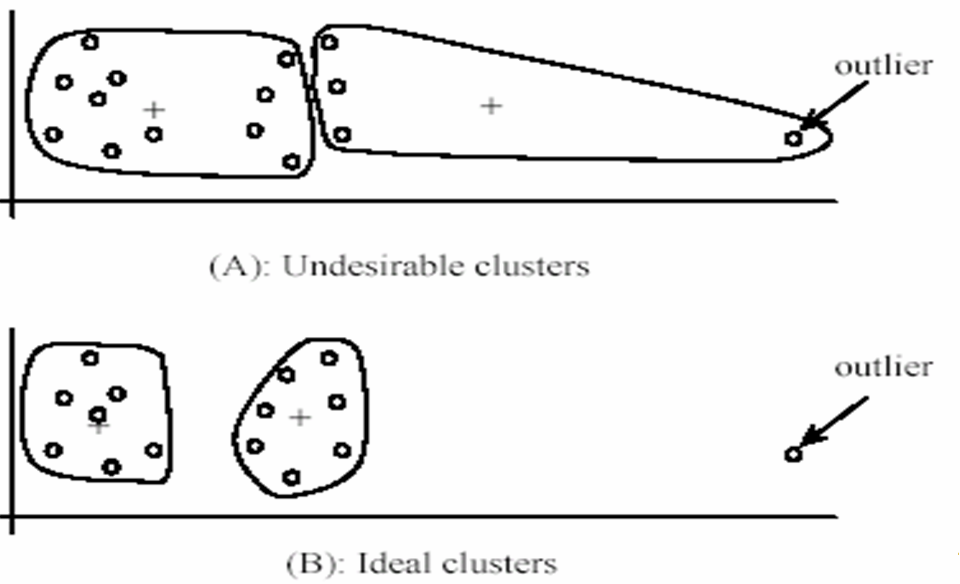 outlier
(A): Undesirable clusters
outlier
(B): Ideal clusters